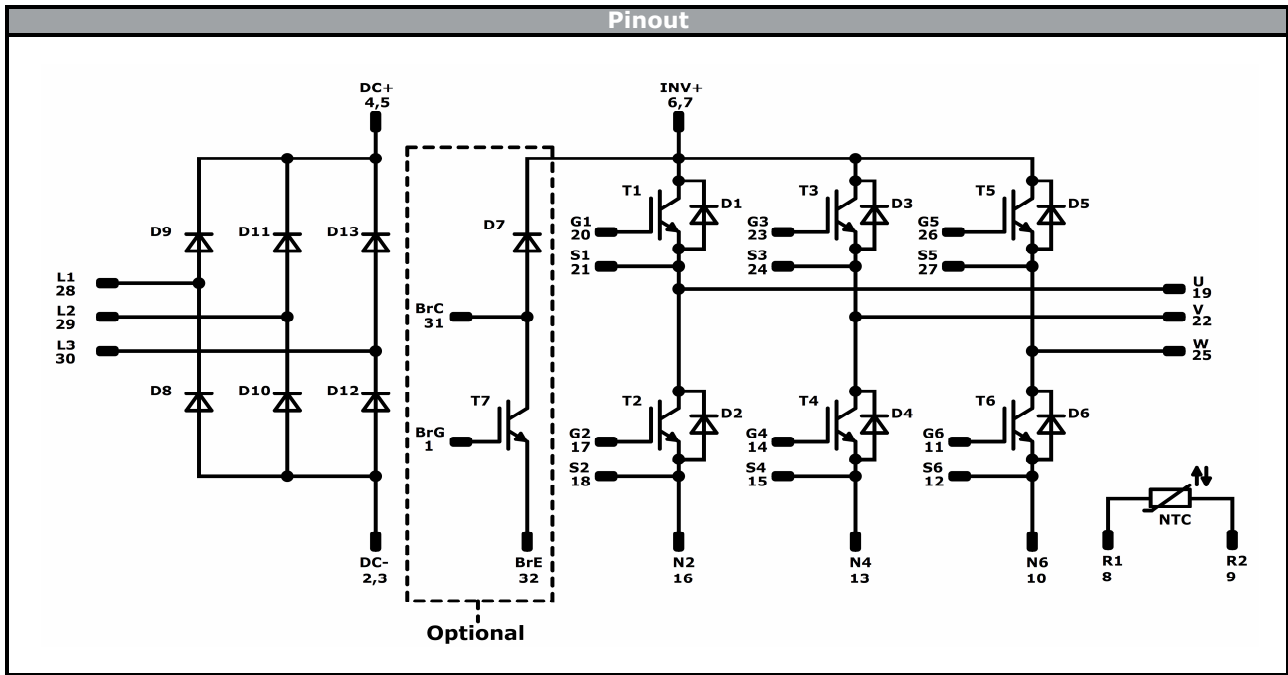 Pinout
DC+
4,5
INV+
6,7
T1
T3
T5
D9
D11
D13
D7
D1
D3
D5
G1
20
G3
23
G5
26
S1
21
S3
24
S5
27
L1
28
L2
29
L3
30
BrC
31
U
19
V
22
W
25
D8
D10
D12
T7
T2
T4
T6
D2
D4
D6
BrG
1
G2
17
G4
14
G6
11
S2
18
S4
15
S6
12
NTC
DC-
2,3
BrE
32
N2
16
N4
13
N6
10
R1
8
R2
9
Optional